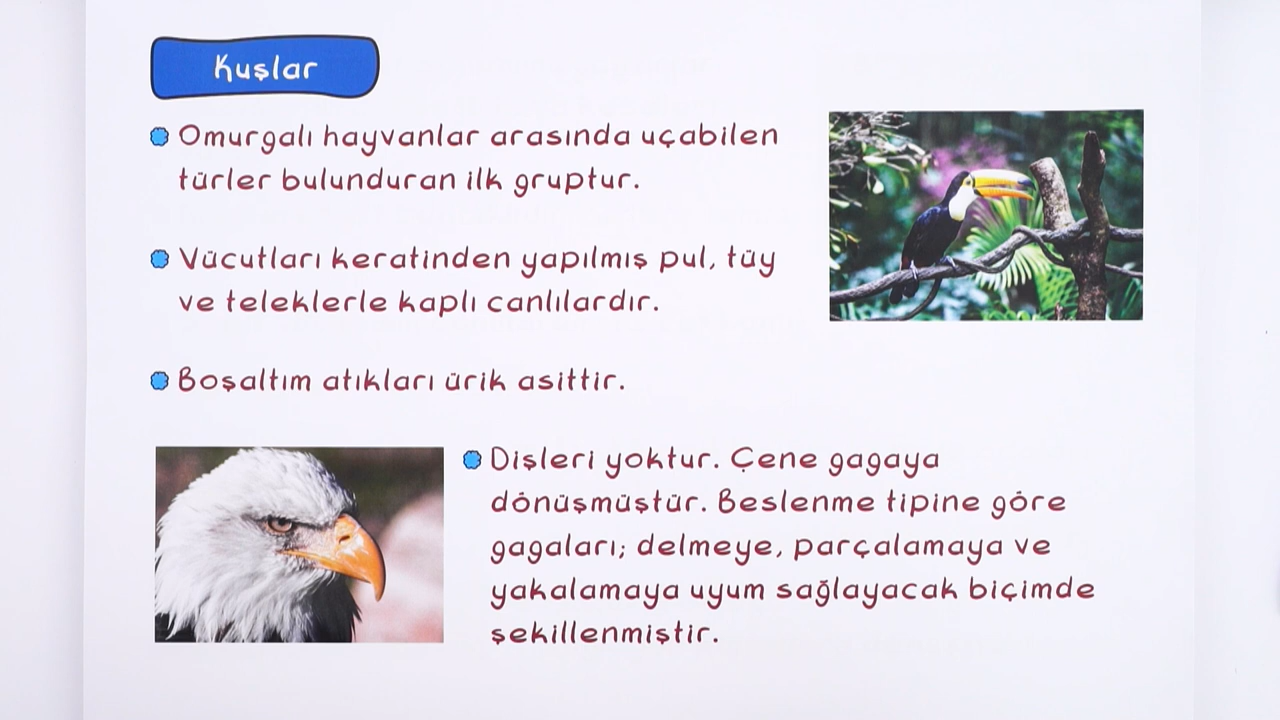 Kuşlar
Omurgalı hayvanlar arasında uçabilen
türler bulunduran ilk gruptur.
Vücutları keratinden yapılmış pul, tüy
ve teleklerle kaplı canlılardır.
Boşaltım atıkları ürik asittir.
Dişleri yoktur. Çene gagaya
dönüşmüştür. Beslenme tipine göre
gagaları; delmeye, parçalamaya ve
yakalamaya uyum sağlayacak biçimde
şekillenmiştir.